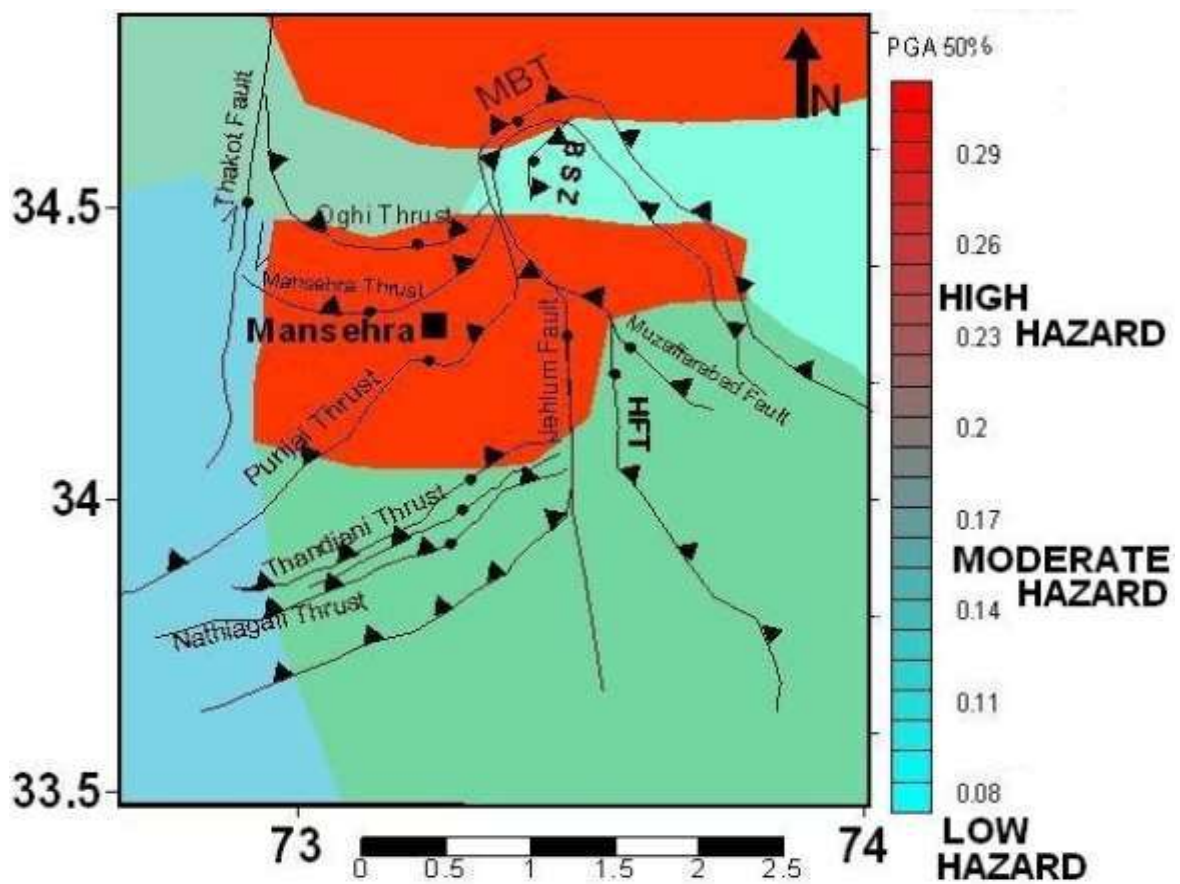 PGA 50%
N
MBT
BSZ
Thakot Fault
Oghi Thrust
Mansehra Thrust
Mansehra
Jehlum Fault
Muzaffarabad Fault
HFT
Punjal Thrust
Thandiani Thrust
Nathiagali Thrust
34.5
34
33.5
73
74
0
0.5
1
1.5
2
2.5
0.29
0.26
HIGH
HAZARD
0.23
0.2
0.17
MODERATE
HAZARD
0.14
0.11
0.08
LOW
HAZARD